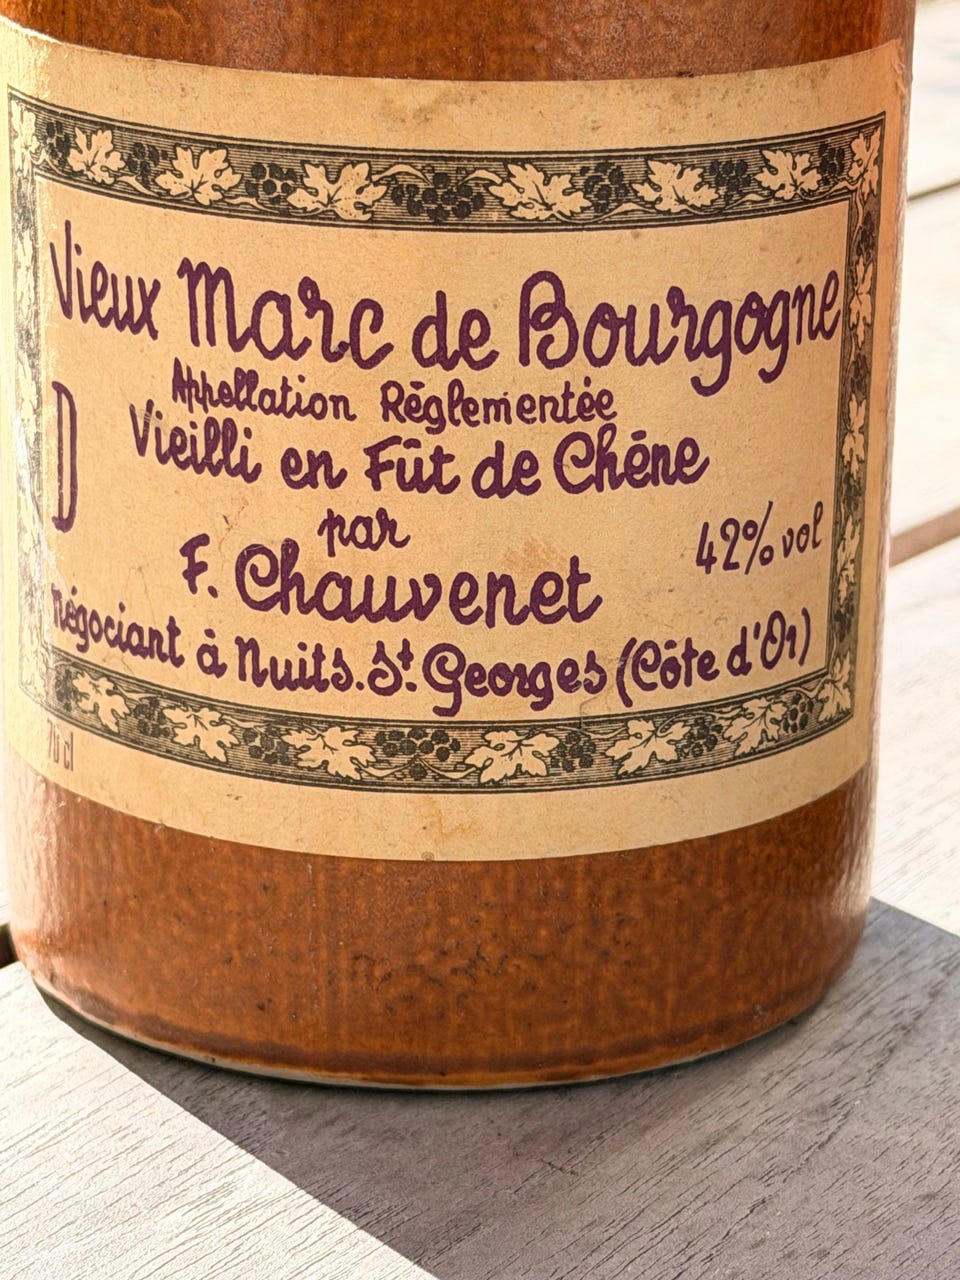 Vieux Marc de Bourgogne
Appellation Réglementée
D
Vieilli en Fût de Chêne
par
42% vol
F. Chauvenet
négociant à Nuits. St. Georges (Côte d'Or)
70 cl